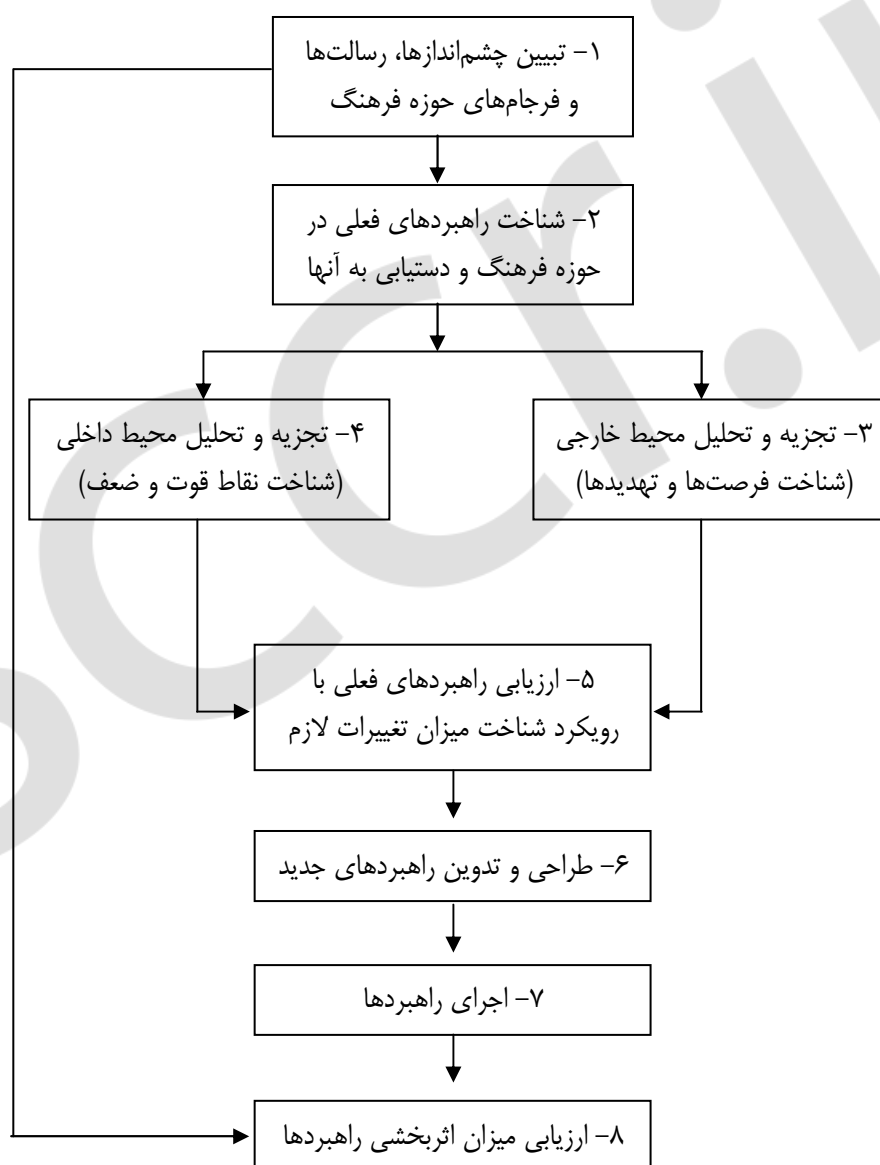 ۱- تبیین چشم‌اندازها، رسالت‌ها
و فرجام‌های حوزه فرهنگ
۲- شناخت راهبردهای فعلی در
حوزه فرهنگ و دستیابی به آنها
۳- تجزیه و تحلیل محیط خارجی
(شناخت فرصت‌ها و تهدیدها)
۴- تجزیه و تحلیل محیط داخلی
(شناخت نقاط قوت و ضعف)
۵- ارزیابی راهبردهای فعلی با
رویکرد شناخت میزان تغییرات لازم
۶- طراحی و تدوین راهبردهای جدید
۷- اجرای راهبردها
۸- ارزیابی میزان اثربخشی راهبردها